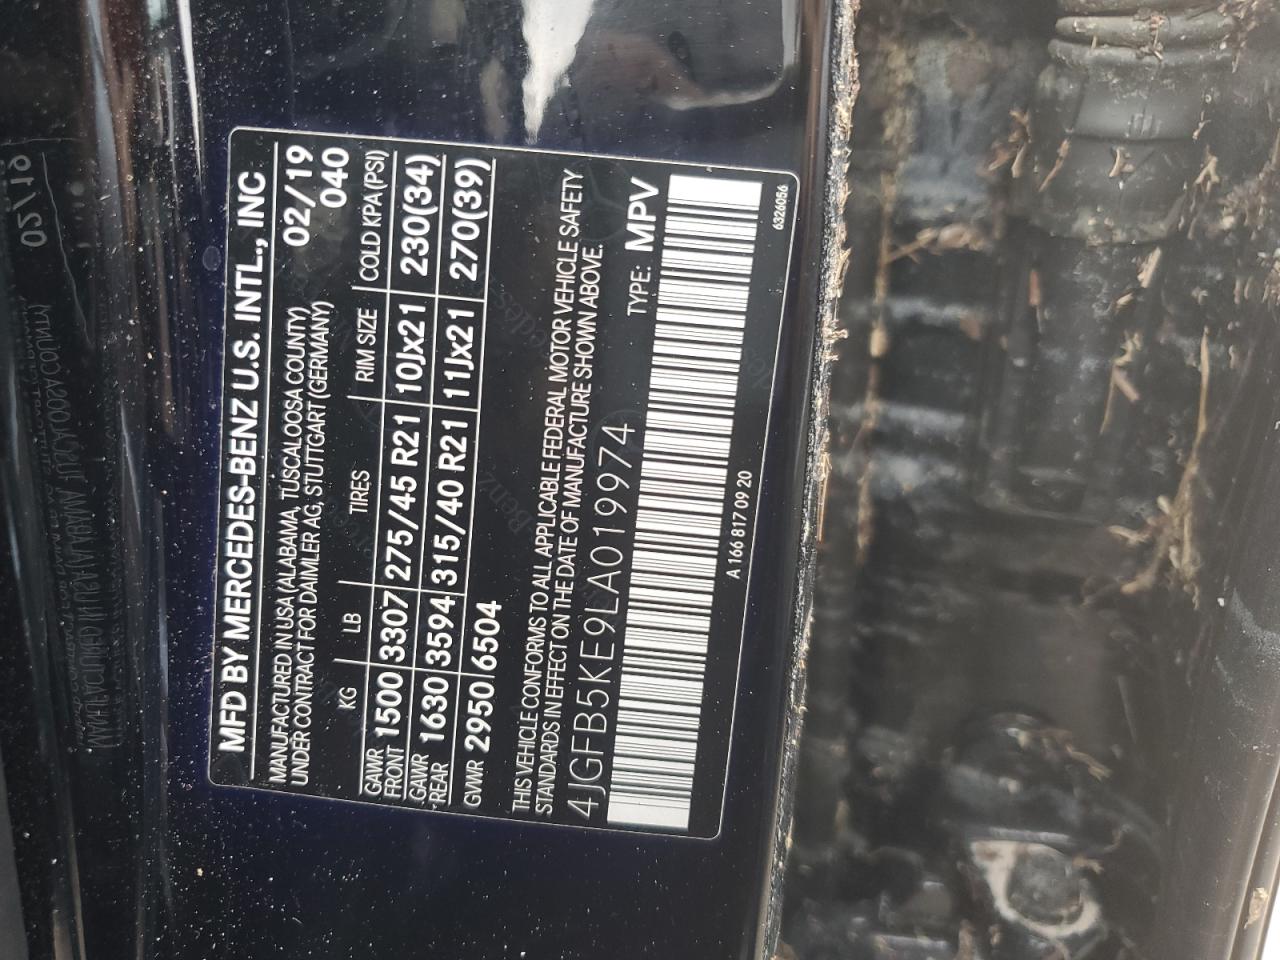 MFD BY MERCEDES-BENZ U.S. INTL., INC.
MANUFACTURED IN USA (ALABAMA, TUSCALOOSA COUNTY) 02/19
UNDER CONTRACT FOR DAIMLER AG, STUTTGART (GERMANY) 040
KG LB TIRES RIM SIZE COLD KPA (PSI)
GAWR FRONT 1500 3307 275/45 R21 10Jx21 230(34)
GAWR REAR 1630 3594 315/40 R21 11Jx21 270(39)
GVWR 2950 6504
THIS VEHICLE CONFORMS TO ALL APPLICABLE FEDERAL MOTOR VEHICLE SAFETY
STANDARDS IN EFFECT ON THE DATE OF MANUFACTURE SHOWN ABOVE.
4JGFB5KE9LA019974 TYPE: MPV
A 166 817 09 20 6326056